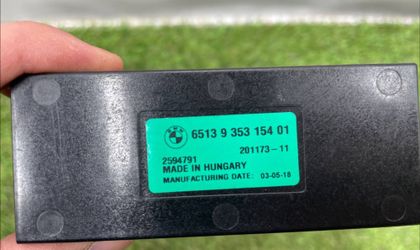 6513 9 353 154 01
201173-11
2594791
MADE IN HUNGARY
MANUFACTURING DATE: 03-05-18